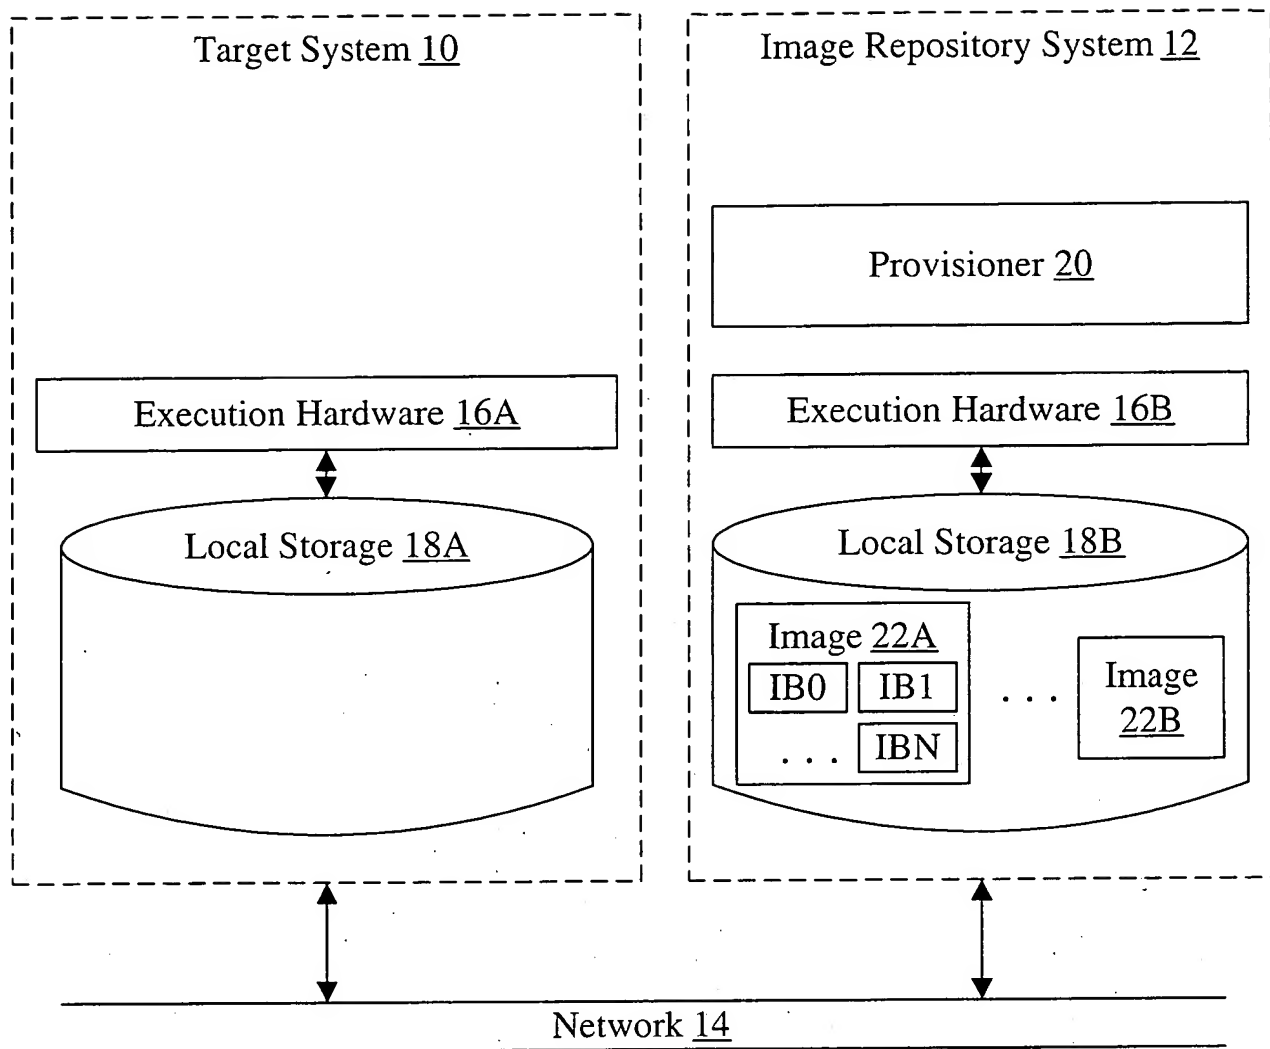 Target System 10
Execution Hardware 16A
Local Storage 18A
Image Repository System 12
Provisioner 20
Execution Hardware 16B
Local Storage 18B
Image 22A
IB0 IB1
. . . IBN
. . .
Image
22B
Network 14